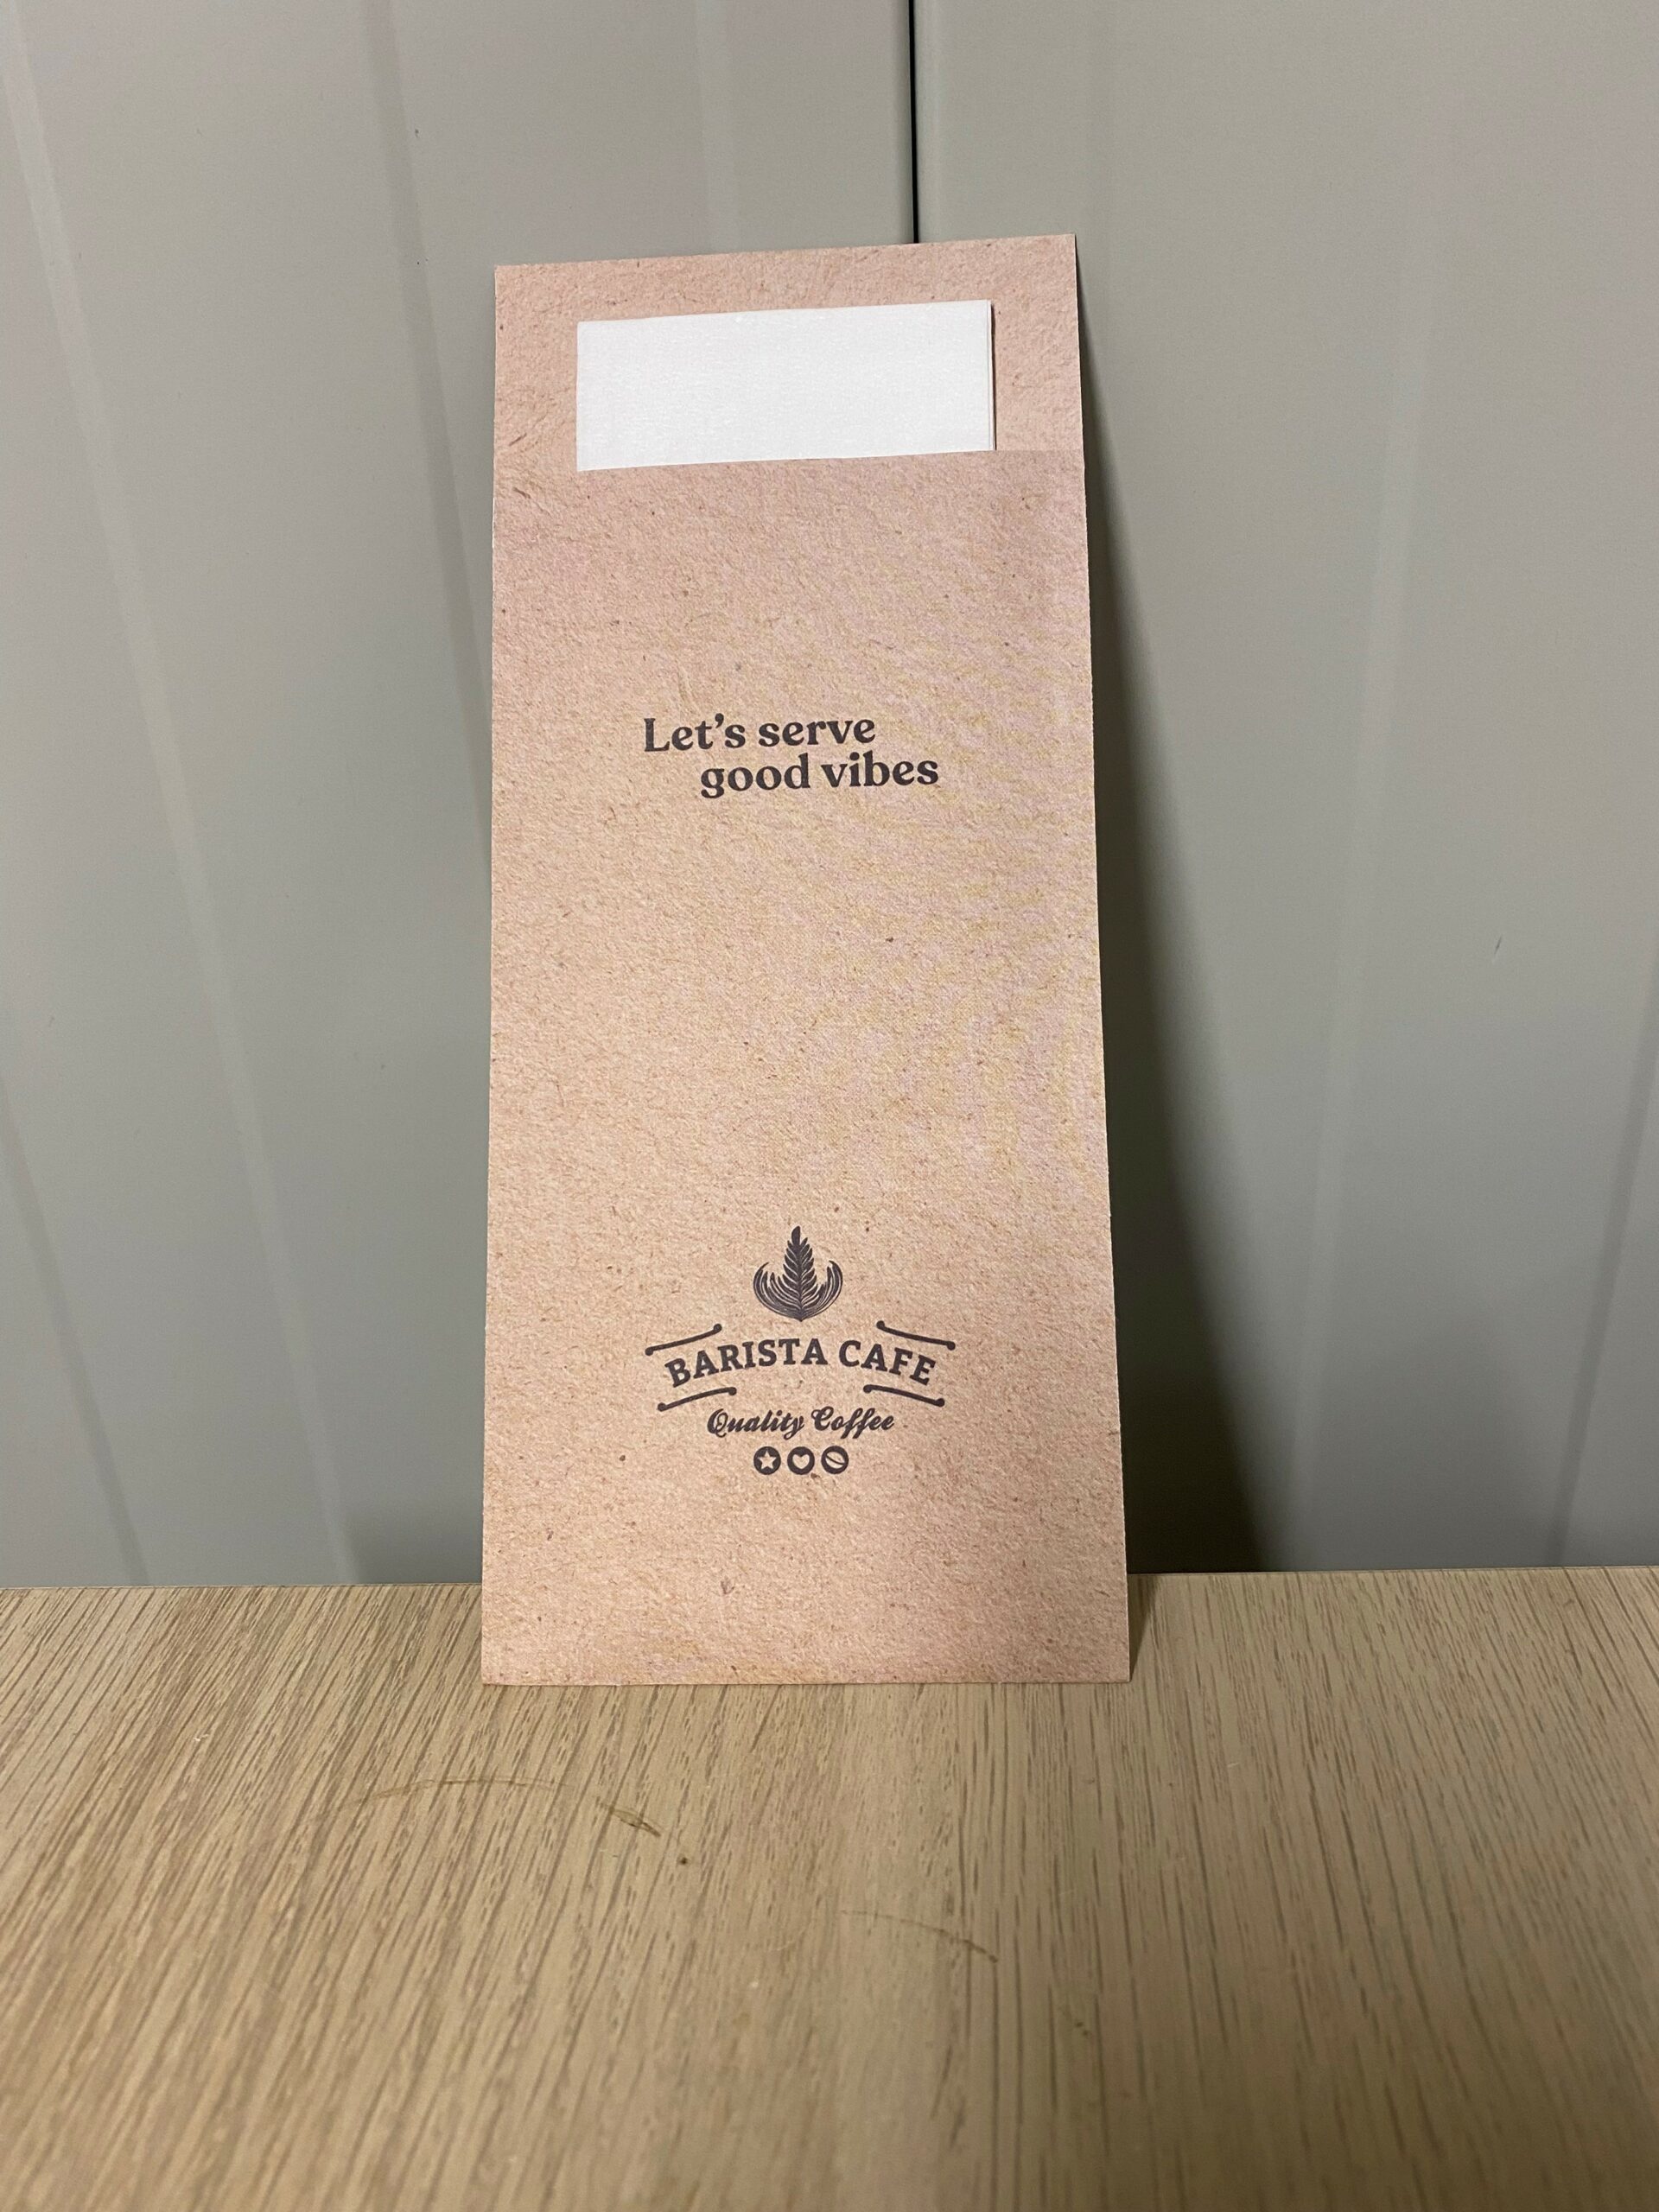 Let's serve
good vibes
BARISTA CAFE
Quality Coffee